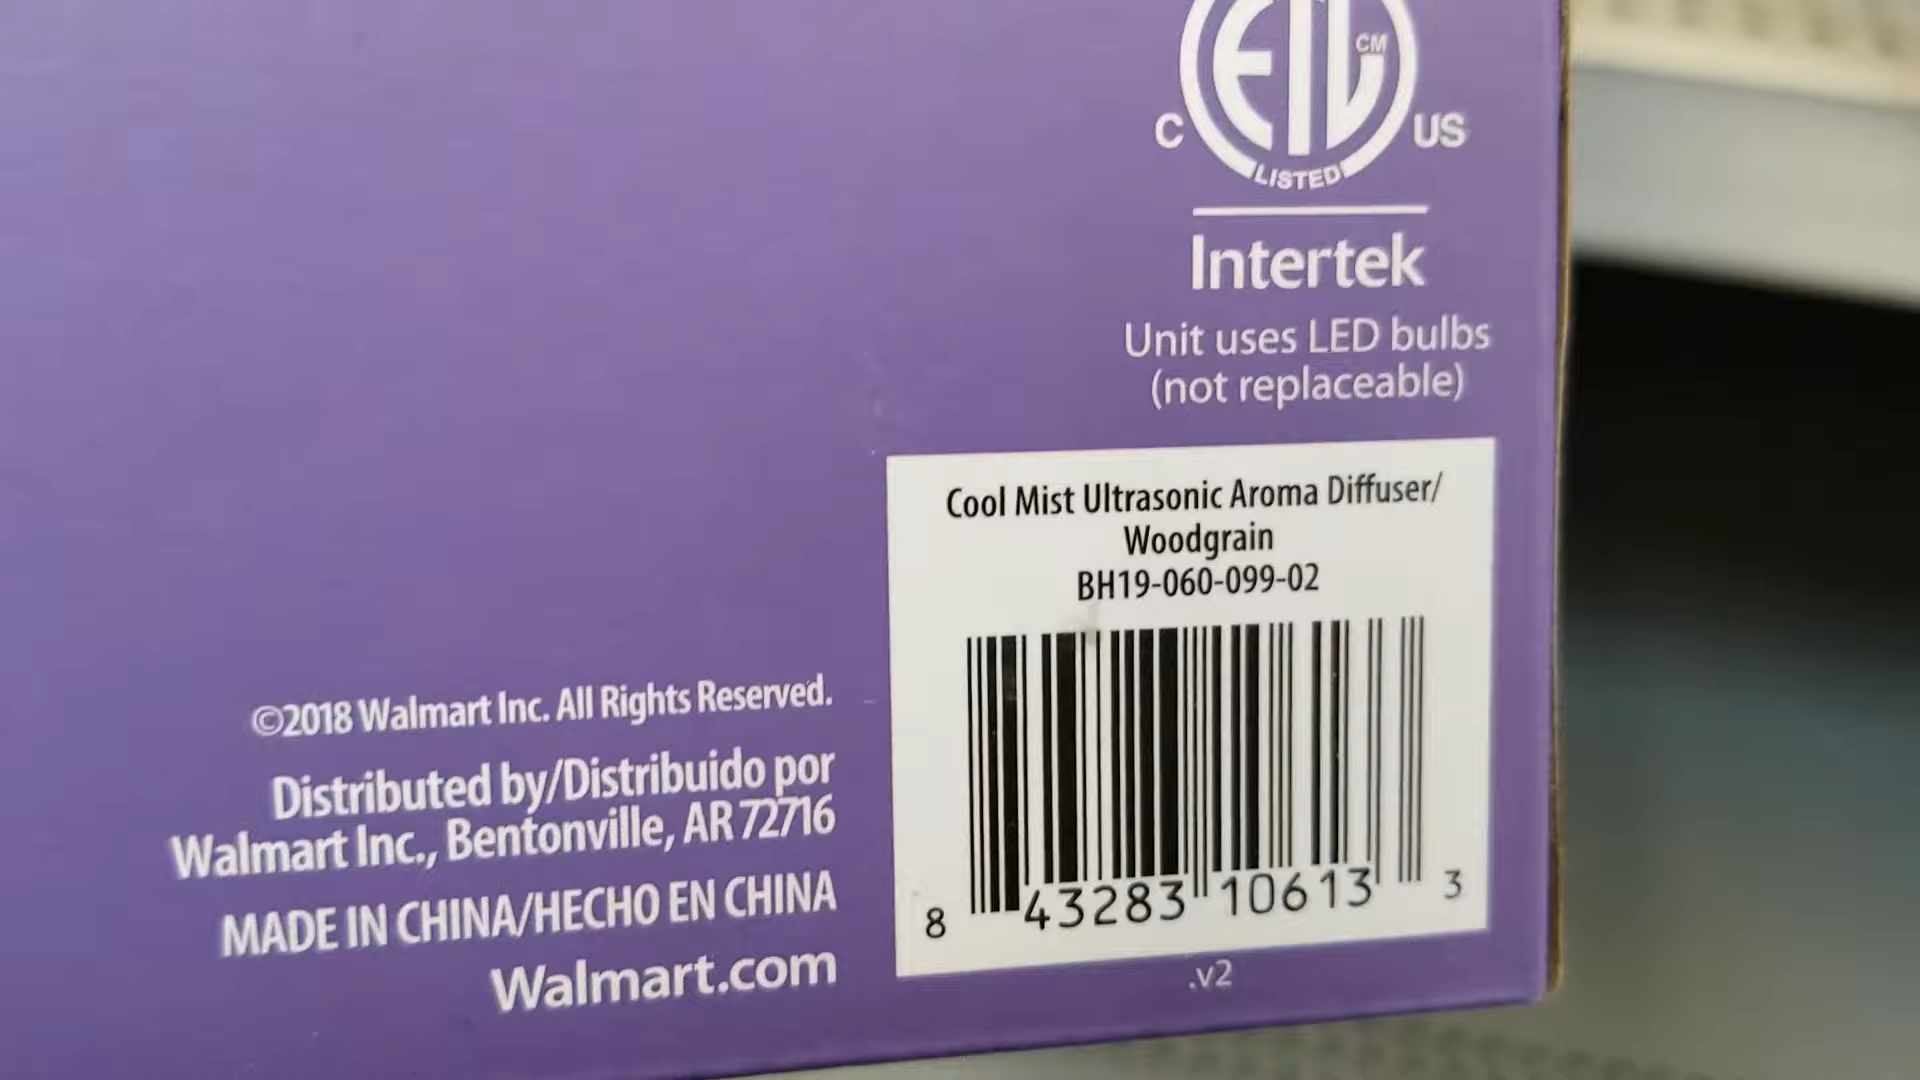 ETL CM
C US
LISTED
Intertek
Unit uses LED bulbs
(not replaceable)
Cool Mist Ultrasonic Aroma Diffuser/
Woodgrain
BH19-060-099-02
8 43283 10613 3
.v2
©2018 Walmart Inc. All Rights Reserved.
Distributed by/Distribuido por
Walmart Inc., Bentonville, AR 72716
MADE IN CHINA/HECHO EN CHINA
Walmart.com